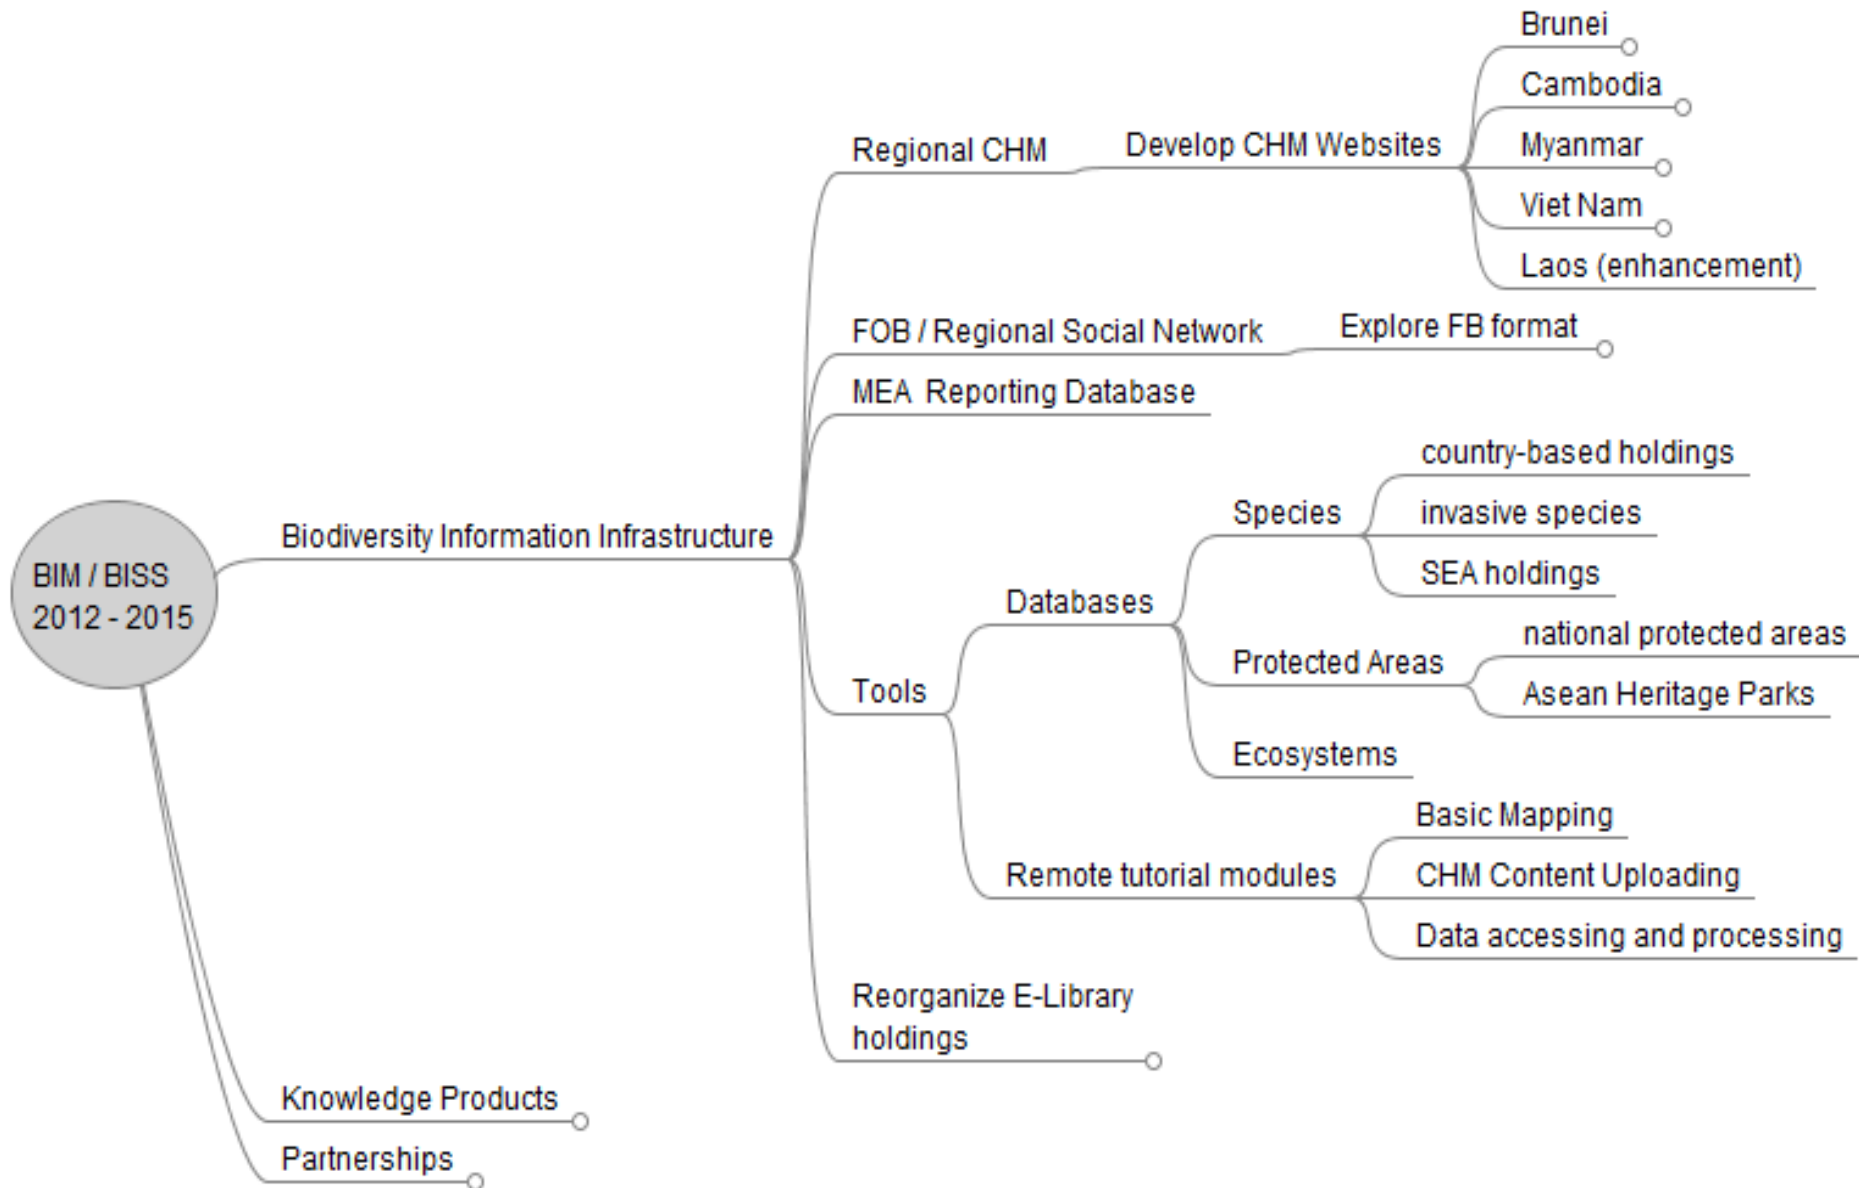 BIM / BISS
2012 - 2015
Biodiversity Information Infrastructure
Regional CHM
Develop CHM Websites
Brunei
Cambodia
Myanmar
Viet Nam
Laos (enhancement)
FOB / Regional Social Network
Explore FB format
MEA  Reporting Database
Tools
Databases
Species
country-based holdings
invasive species
SEA holdings
Protected Areas
national protected areas
Asean Heritage Parks
Ecosystems
Remote tutorial modules
Basic Mapping
CHM Content Uploading
Data accessing and processing
Reorganize E-Library
holdings
Knowledge Products
Partnerships